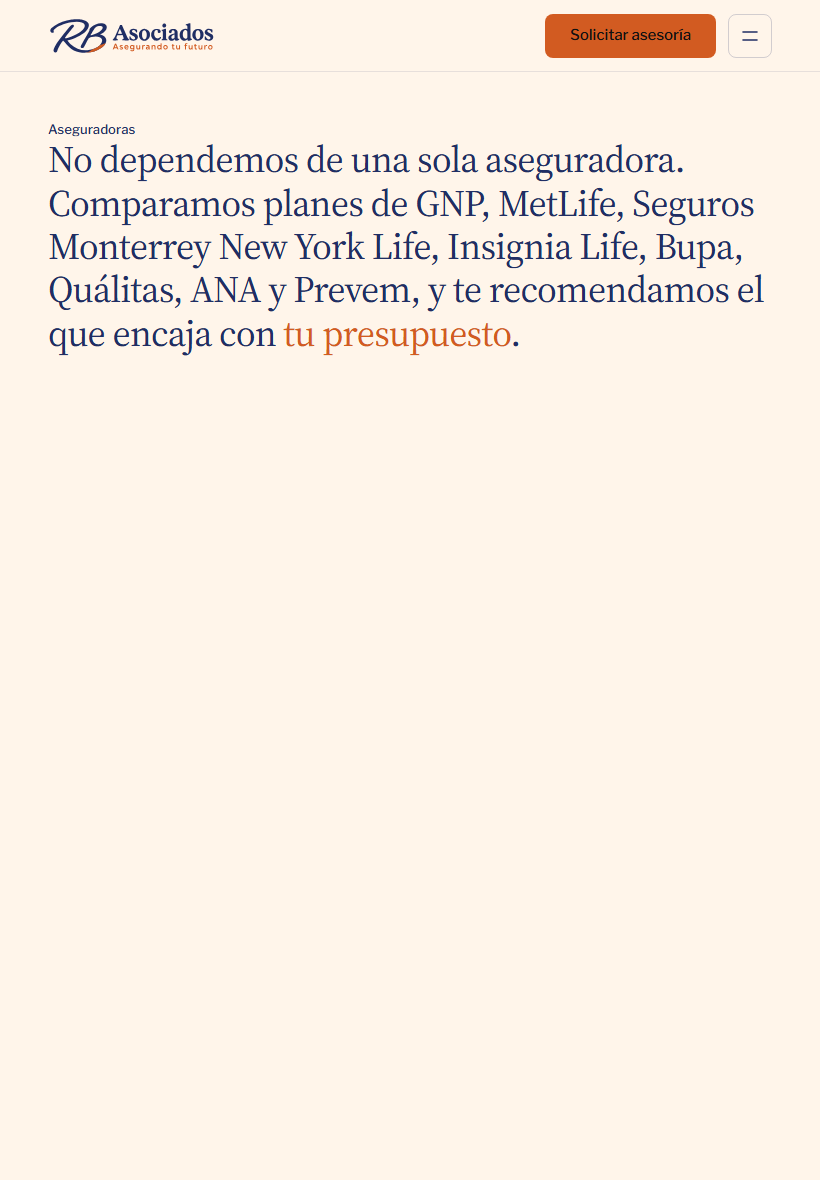 RB Asociados
Asegurando tu futuro
Solicitar asesoría
Aseguradoras
No dependemos de una sola aseguradora.
Comparamos planes de GNP, MetLife, Seguros
Monterrey New York Life, Insignia Life, Bupa,
Quálitas, ANA y Prevem, y te recomendamos el
que encaja con tu presupuesto.